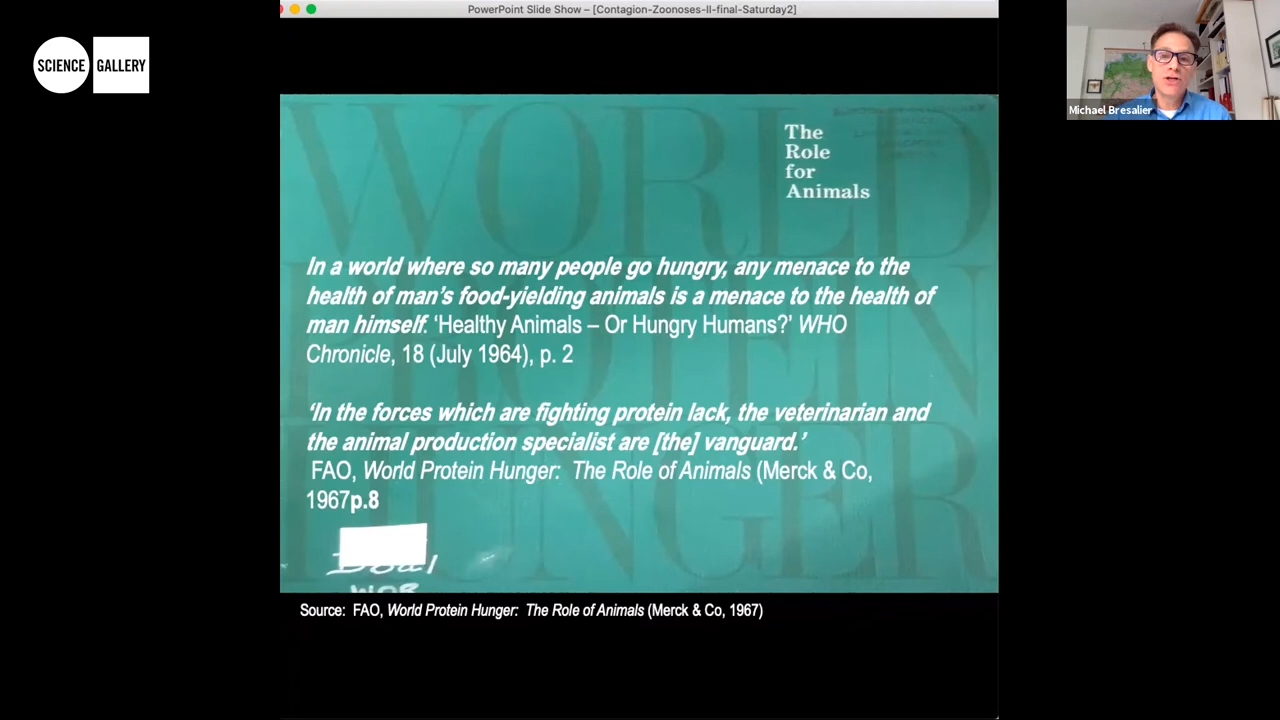 PowerPoint Slide Show – [Contagion-Zoonoses-II-final-Saturday2]
SCIENCE GALLERY
Michael Bresalier
WORLD
PROTEIN
HUNGER
The
Role
for
Animals
In a world where so many people go hungry, any menace to the
health of man's food-yielding animals is a menace to the health of
man himself. 'Healthy Animals – Or Hungry Humans?' WHO
Chronicle, 18 (July 1964), p. 2
'In the forces which are fighting protein lack, the veterinarian and
the animal production specialist are [the] vanguard.'
FAO, World Protein Hunger: The Role of Animals (Merck & Co,
1967p.8
Source: FAO, World Protein Hunger: The Role of Animals (Merck & Co, 1967)